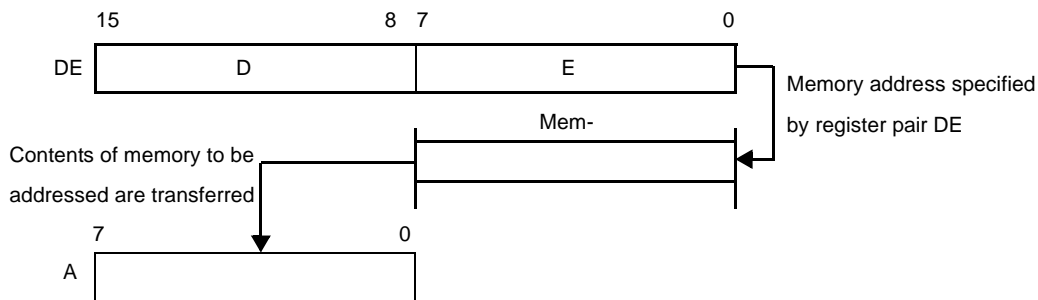 15 8 7 0
DE D E
Memory address specified
by register pair DE
Mem-
Contents of memory to be
addressed are transferred
7 0
A